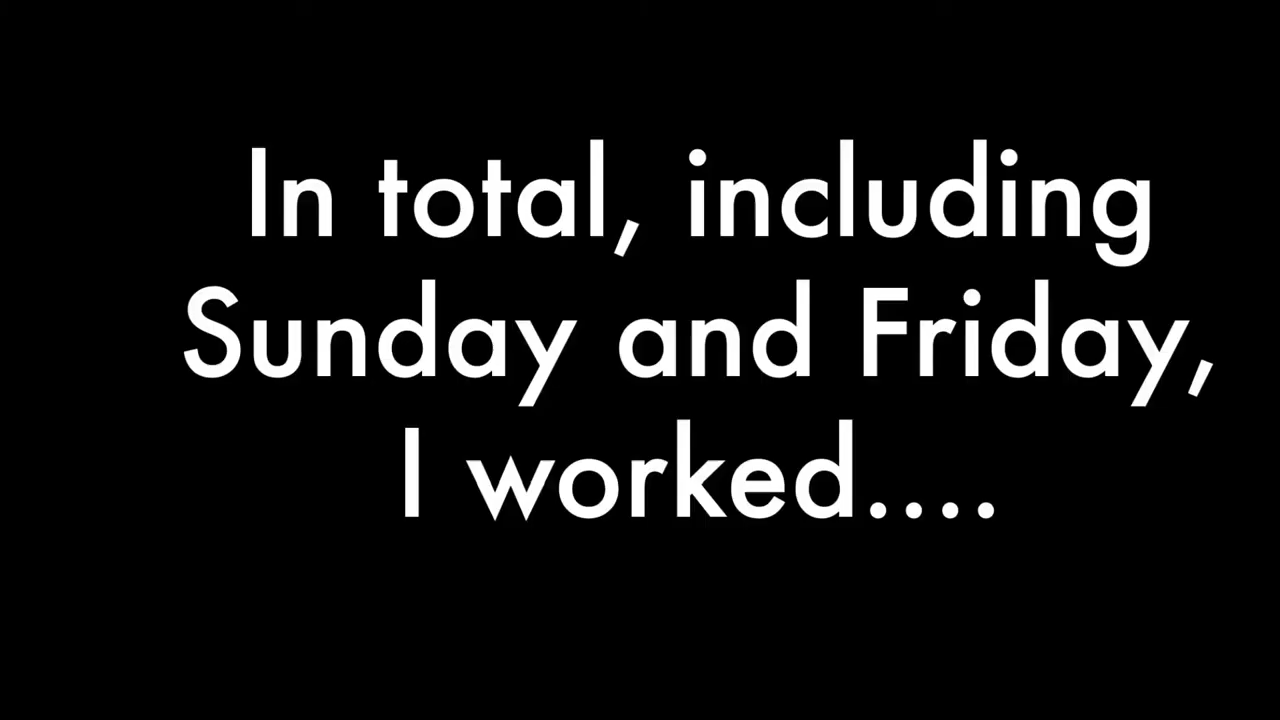 In total, including
Sunday and Friday,
I worked....